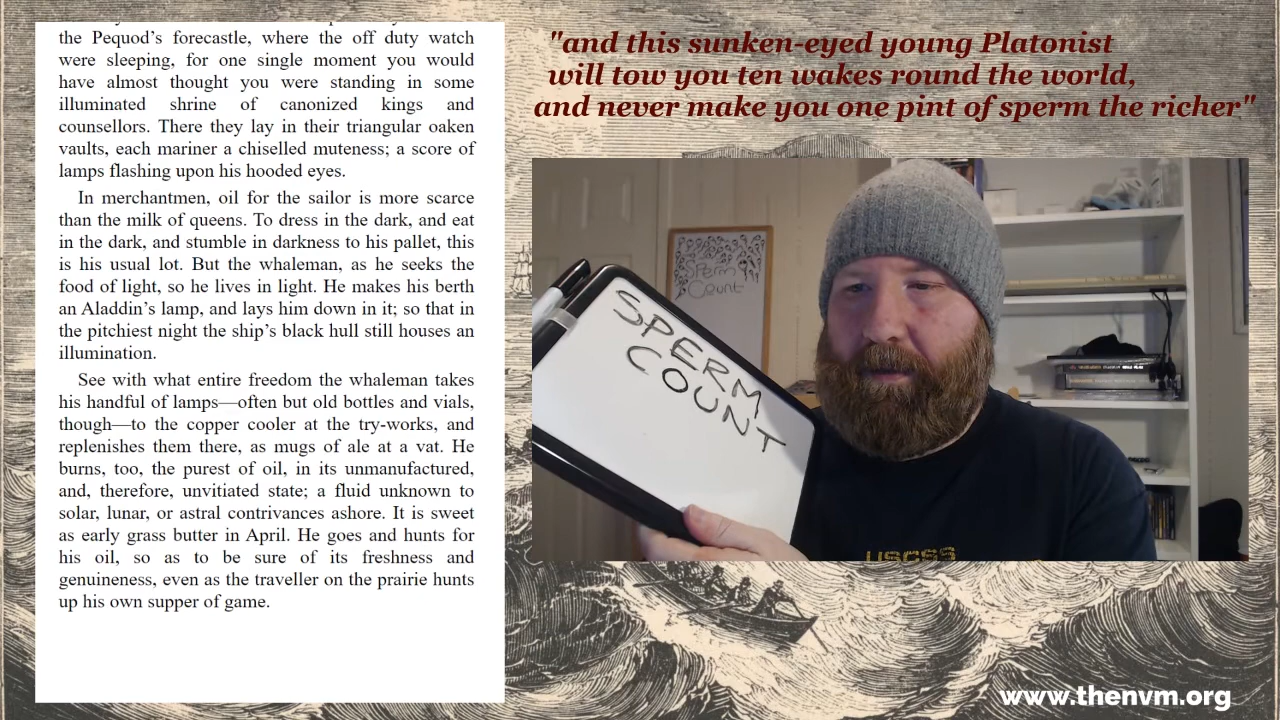 the Pequod's forecastle, where the off duty watch
were sleeping, for one single moment you would
have almost thought you were standing in some
illuminated shrine of canonized kings and
counsellors. There they lay in their triangular oaken
vaults, each mariner a chiselled muteness; a score of
lamps flashing upon his hooded eyes.
In merchantmen, oil for the sailor is more scarce
than the milk of queens. To dress in the dark, and eat
in the dark, and stumble in darkness to his pallet, this
is his usual lot. But the whaleman, as he seeks the
food of light, so he lives in light. He makes his berth
an Aladdin's lamp, and lays him down in it; so that in
the pitchiest night the ship's black hull still houses an
illumination.
See with what entire freedom the whaleman takes
his handful of lamps—often but old bottles and vials,
though—to the copper cooler at the try-works, and
replenishes them there, as mugs of ale at a vat. He
burns, too, the purest of oil, in its unmanufactured,
and, therefore, unvitiated state; a fluid unknown to
solar, lunar, or astral contrivances ashore. It is sweet
as early grass butter in April. He goes and hunts for
his oil, so as to be sure of its freshness and
genuineness, even as the traveller on the prairie hunts
up his own supper of game.
"and this sunken-eyed young Platonist
will tow you ten wakes round the world,
and never make you one pint of sperm the richer"
Sperm
Count
SPERM
COUNT
www.thenvm.org